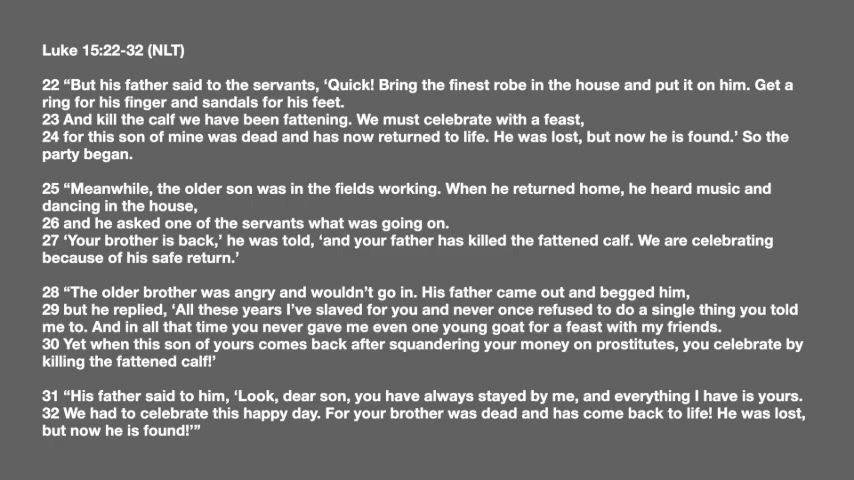 Luke 15:22-32 (NLT)
22 “But his father said to the servants, ‘Quick! Bring the finest robe in the house and put it on him. Get a
ring for his finger and sandals for his feet.
23 And kill the calf we have been fattening. We must celebrate with a feast,
24 for this son of mine was dead and has now returned to life. He was lost, but now he is found.’ So the
party began.
25 “Meanwhile, the older son was in the fields working. When he returned home, he heard music and
dancing in the house,
26 and he asked one of the servants what was going on.
27 ‘Your brother is back,’ he was told, ‘and your father has killed the fattened calf. We are celebrating
because of his safe return.’
28 “The older brother was angry and wouldn’t go in. His father came out and begged him,
29 but he replied, ‘All these years I’ve slaved for you and never once refused to do a single thing you told
me to. And in all that time you never gave me even one young goat for a feast with my friends.
30 Yet when this son of yours comes back after squandering your money on prostitutes, you celebrate by
killing the fattened calf!’
31 “His father said to him, ‘Look, dear son, you have always stayed by me, and everything I have is yours.
32 We had to celebrate this happy day. For your brother was dead and has come back to life! He was lost,
but now he is found!’”